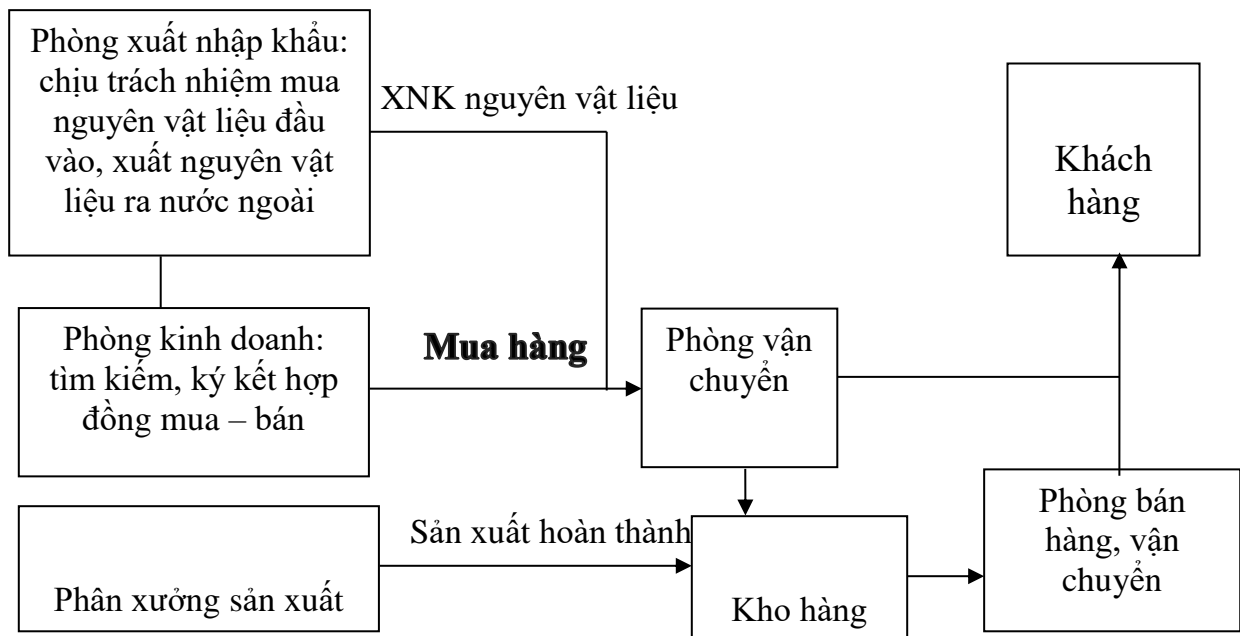 Phòng xuất nhập khẩu:
chịu trách nhiệm mua
nguyên vật liệu đầu
vào, xuất nguyên vật
liệu ra nước ngoài
XNK nguyên vật liệu
Khách
hàng
Phòng kinh doanh:
tìm kiếm, ký kết hợp
đồng mua – bán
Mua hàng
Phòng vận
chuyển
Phân xưởng sản xuất
Sản xuất hoàn thành
Kho hàng
Phòng bán
hàng, vận
chuyển